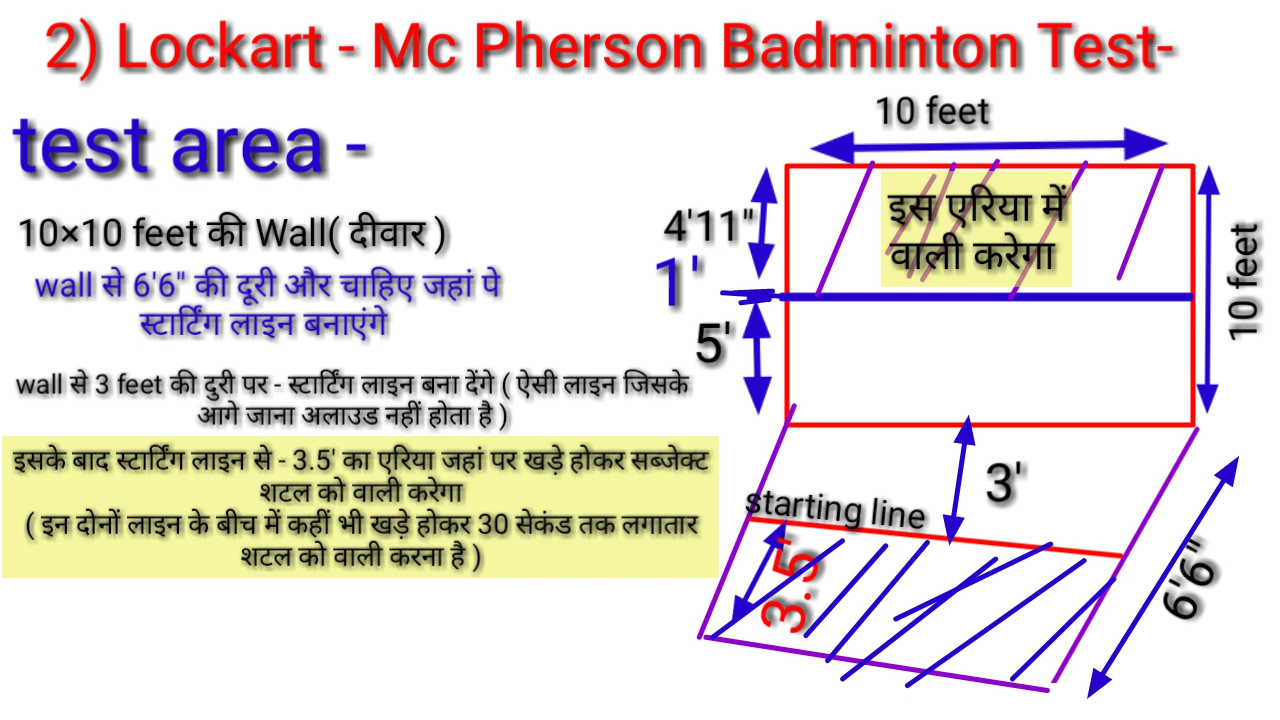 2) Lockart - Mc Pherson Badminton Test-
test area -
10×10 feet की Wall( दीवार )
wall से 6'6" की दूरी और चाहिए जहां पे
स्टार्टिंग लाइन बनाएंगे
wall से 3 feet की दुरी पर - स्टार्टिंग लाइन बना देंगे ( ऐसी लाइन जिसके
आगे जाना अलाउड नहीं होता है )
इसके बाद स्टार्टिंग लाइन से - 3.5' का एरिया जहां पर खड़े होकर सब्जेक्ट
शटल को वाली करेगा
( इन दोनों लाइन के बीच में कहीं भी खड़े होकर 30 सेकंड तक लगातार
शटल को वाली करना है )
10 feet
इस एरिया में
वाली करेगा
4'11"
1'
5'
10 feet
3'
starting line
3.5'
6'6"